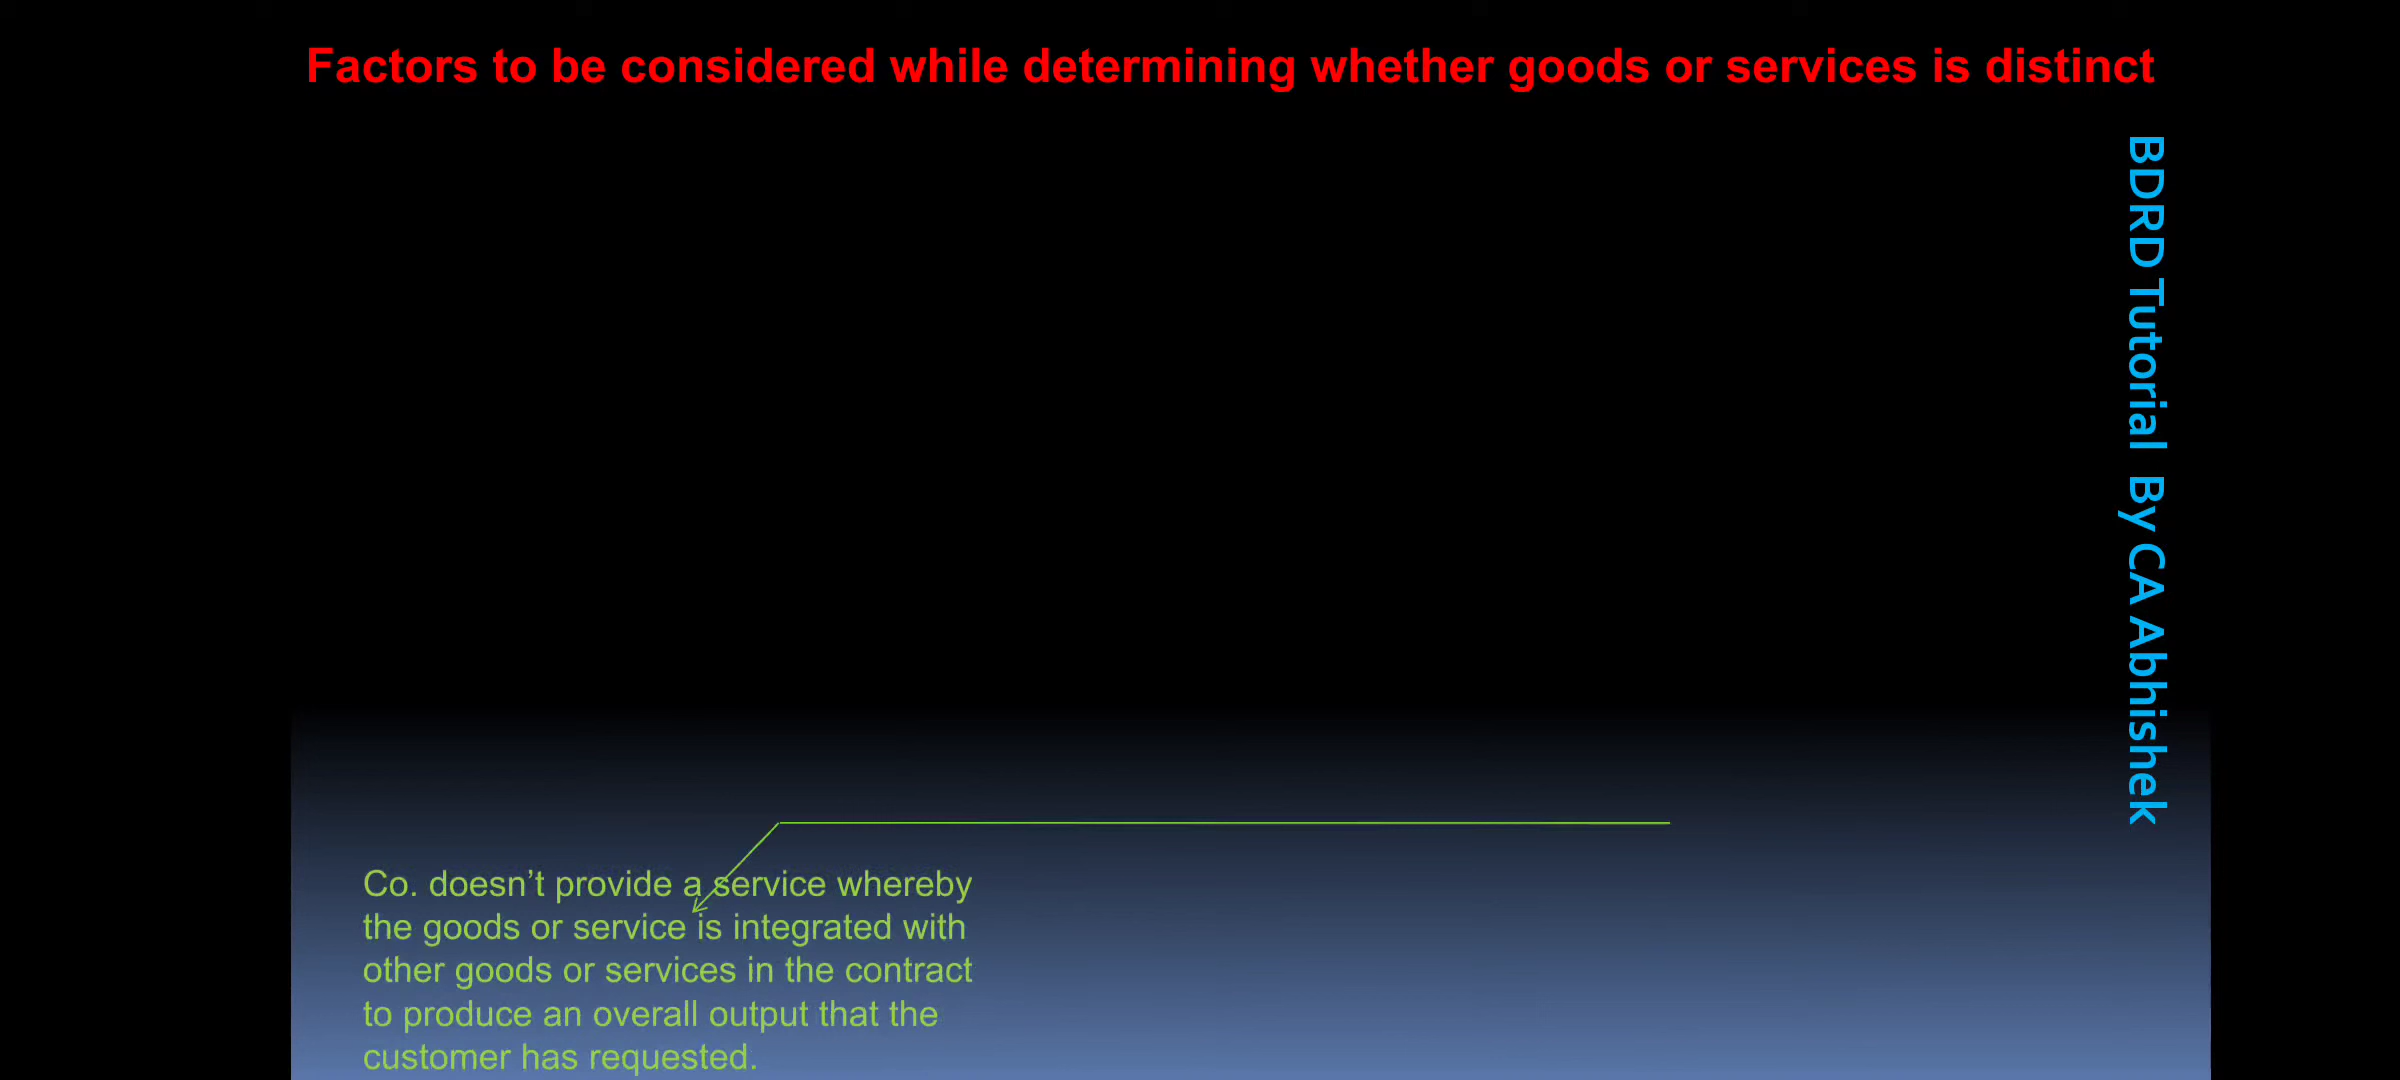 Factors to be considered while determining whether goods or services is distinct
BDRD Tutorial By CA Abhishek
Co. doesn’t provide a service whereby
the goods or service is integrated with
other goods or services in the contract
to produce an overall output that the
customer has requested.